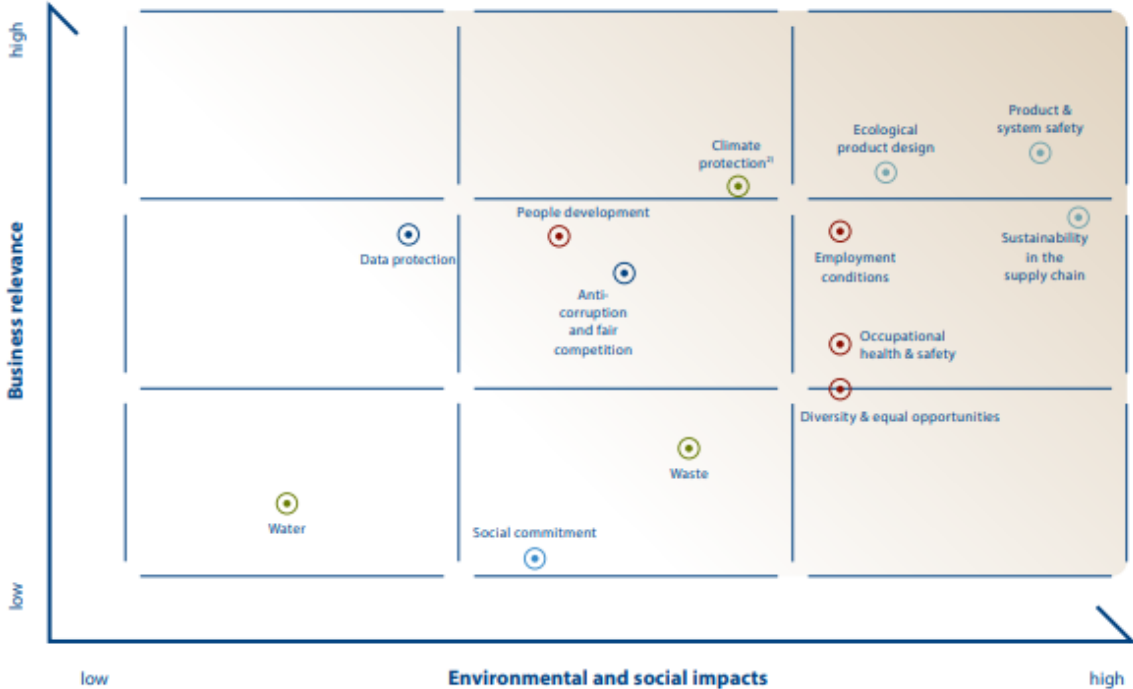 high
Product &
system safety
Ecological
product design
Climate
protection²⁾
People development
Data protection
Anti-
corruption
and fair
competition
Employment
conditions
Sustainability
in the
supply chain
Occupational
health & safety
Diversity & equal opportunities
Waste
Water
Social commitment
Business relevance
low
low
Environmental and social impacts
high